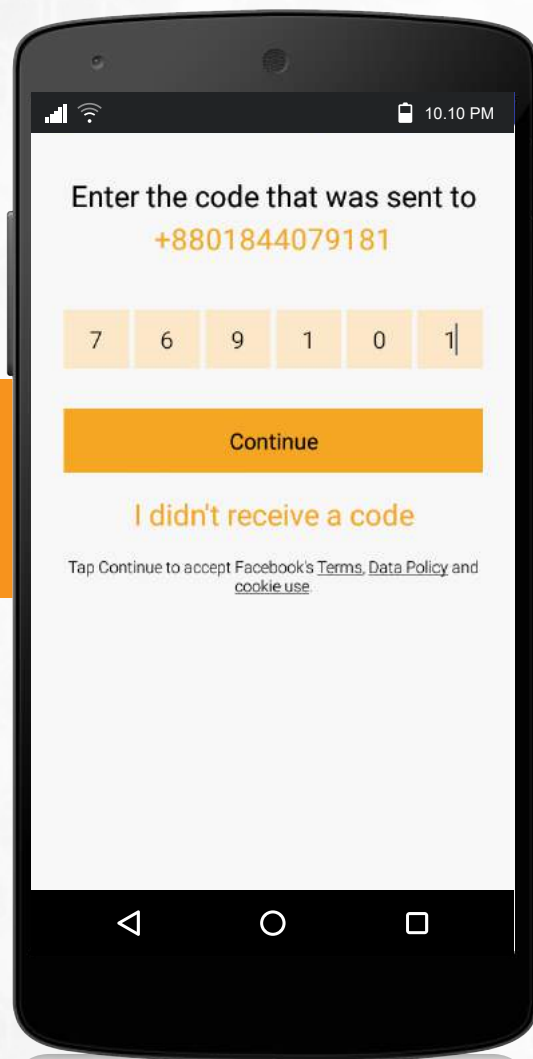 10.10 PM
Enter the code that was sent to
+8801844079181
7 6 9 1 0 1
Continue
I didn't receive a code
Tap Continue to accept Facebook's Terms, Data Policy and
cookie use.